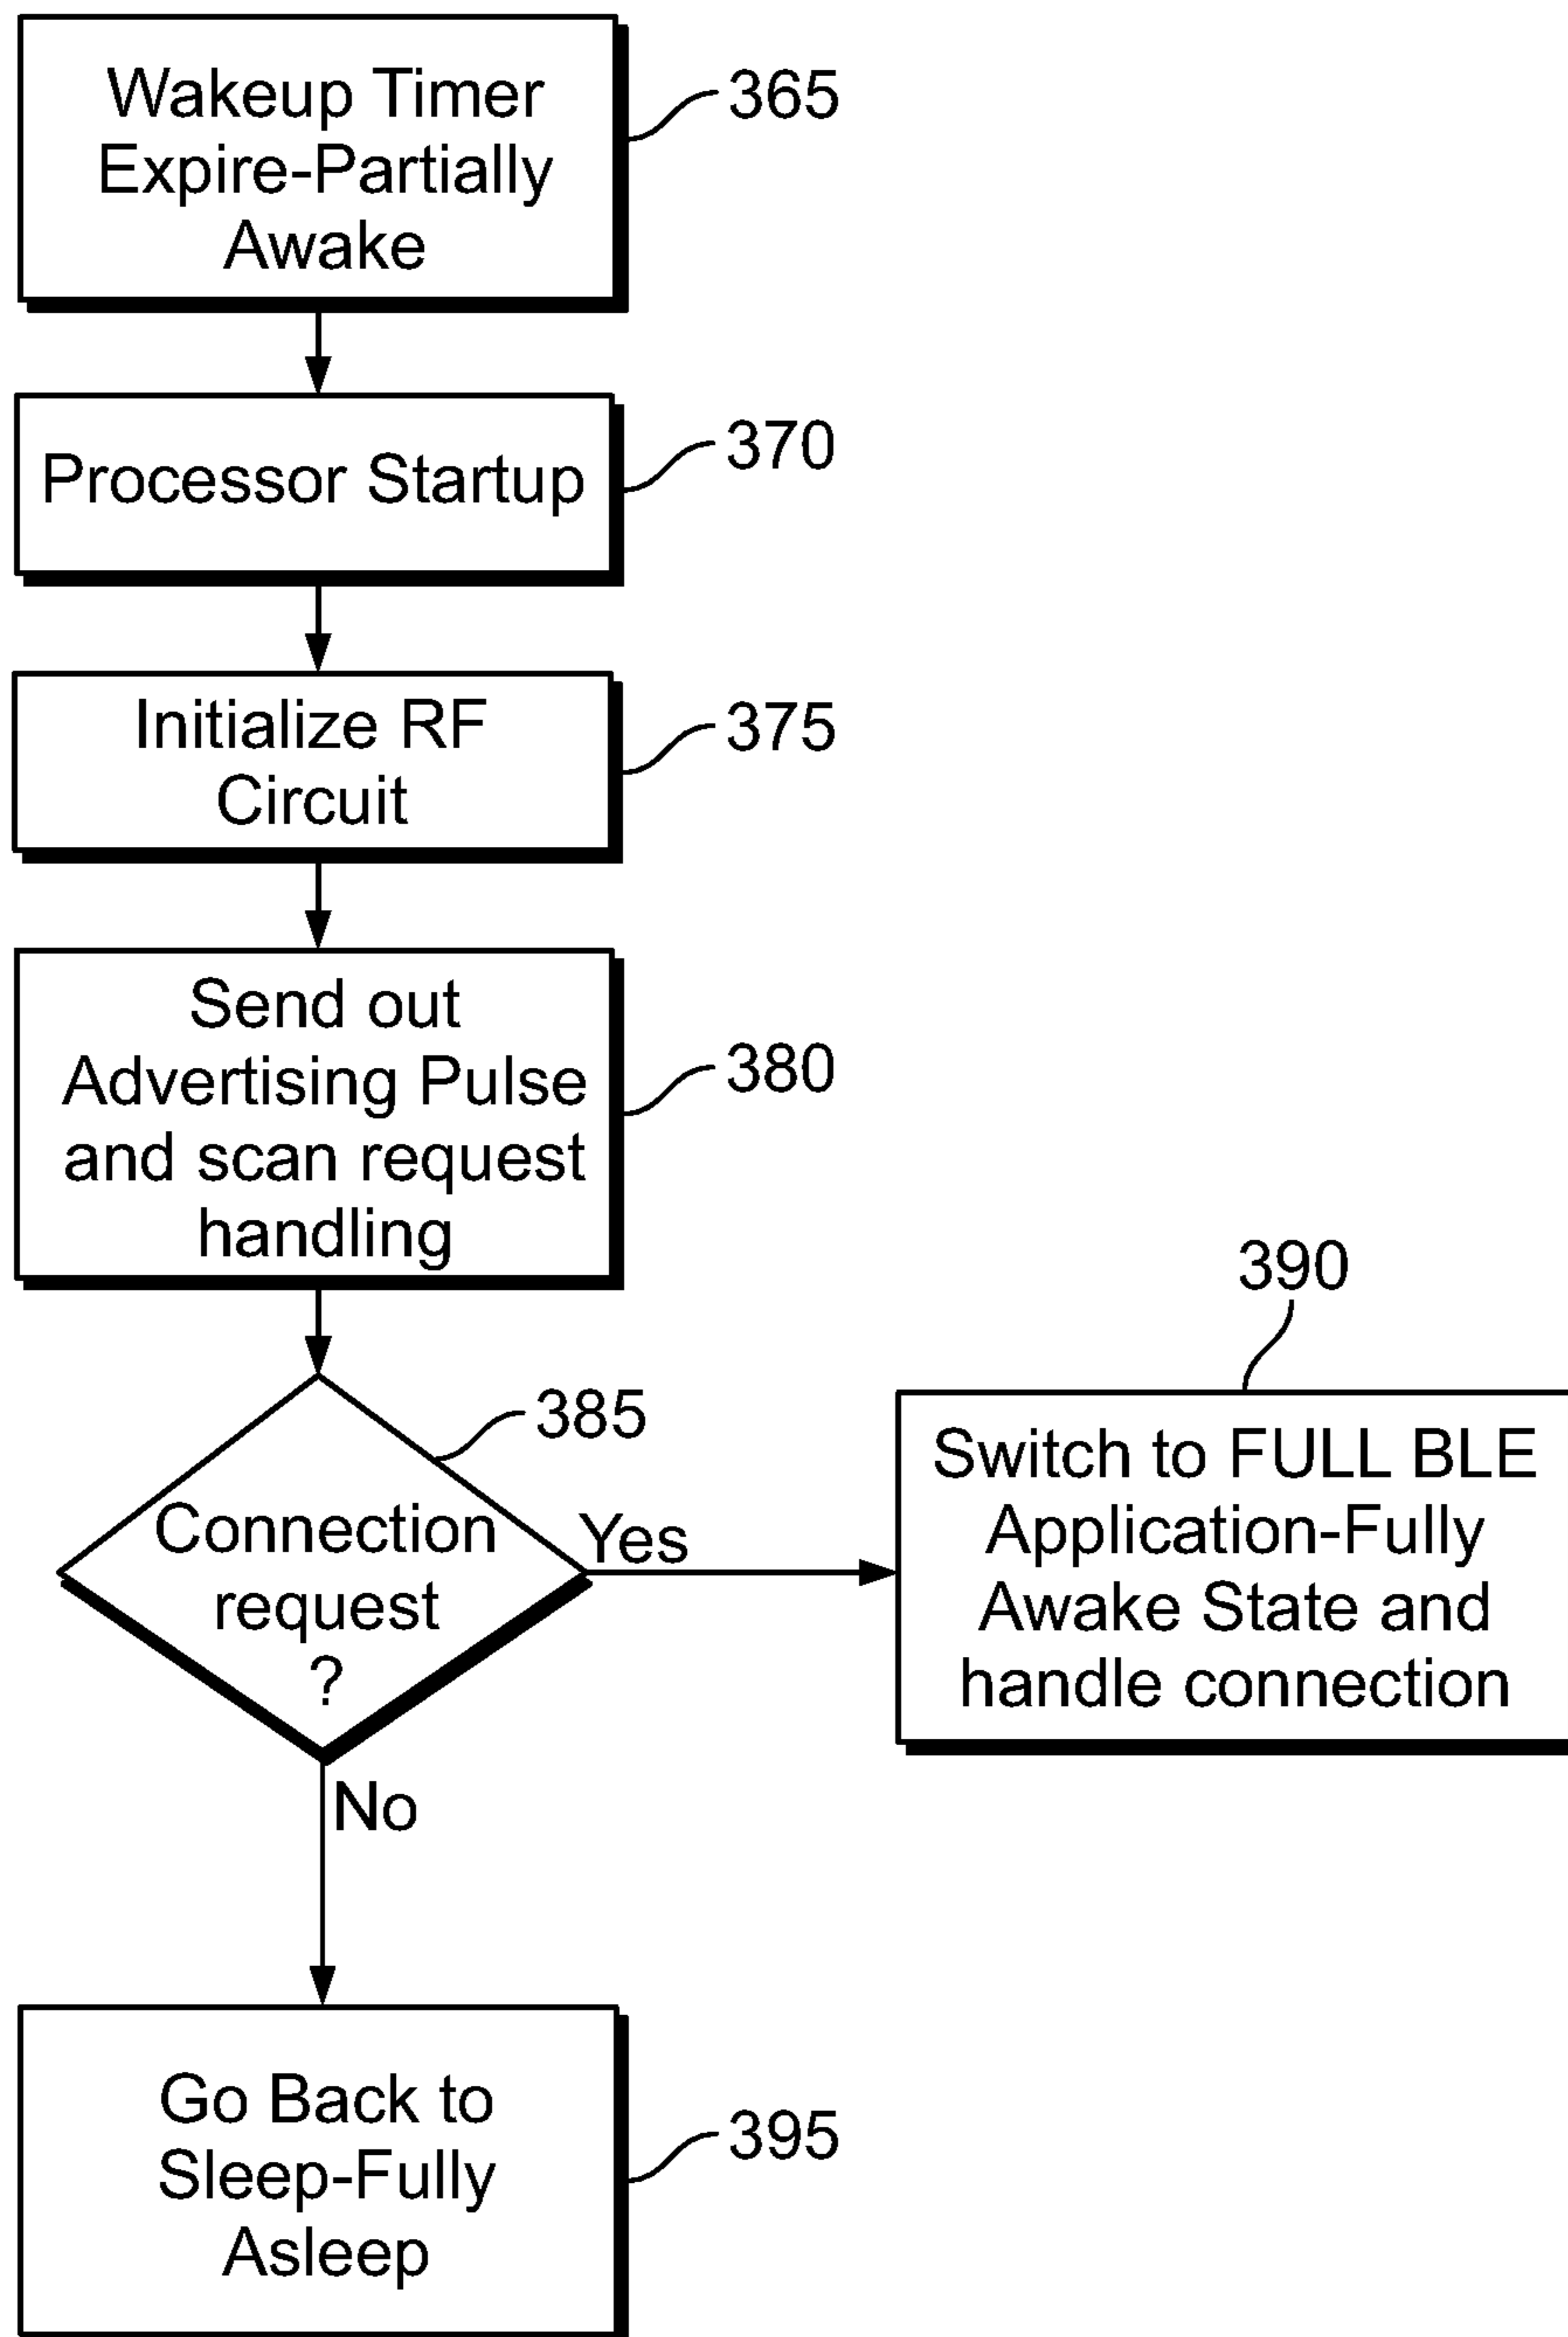 Wakeup Timer
Expire-Partially
Awake
365
Processor Startup
370
Initialize RF
Circuit
375
Send out
Advertising Pulse
and scan request
handling
380
Connection
request
?
385
Yes
390
Switch to FULL BLE
Application-Fully
Awake State and
handle connection
No
Go Back to
Sleep-Fully
Asleep
395